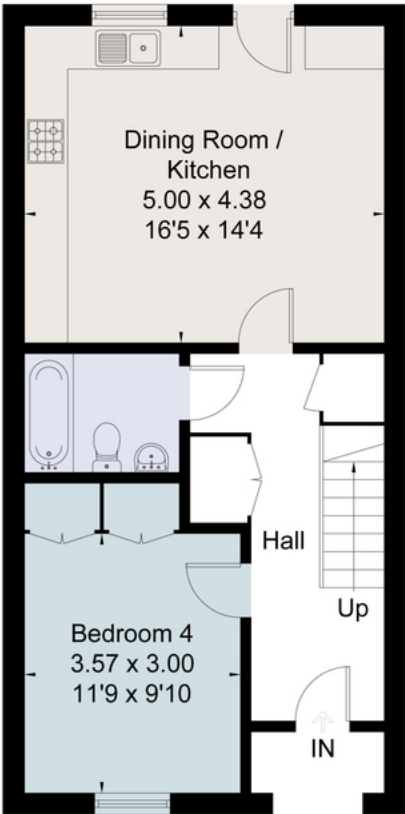 Dining Room /
Kitchen
5.00 x 4.38
16'5 x 14'4
Hall
Up
Bedroom 4
3.57 x 3.00
11'9 x 9'10
IN